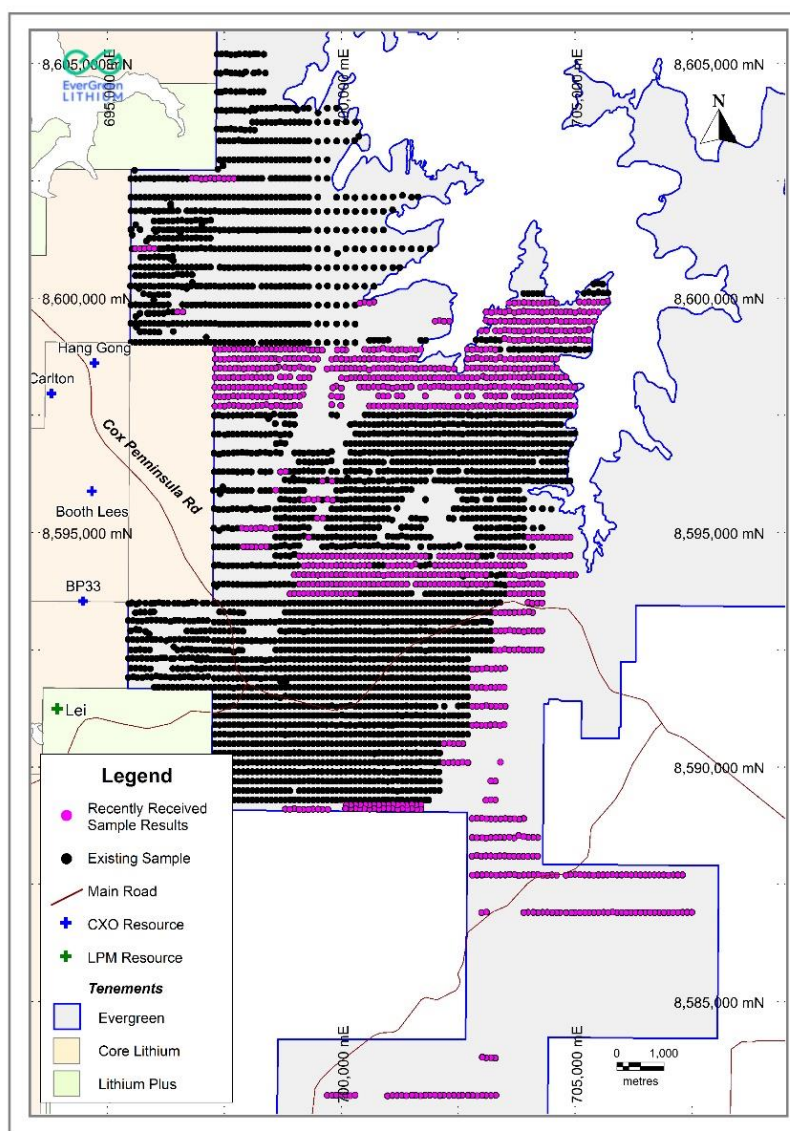 8,605,000 mN
695,000 mE
700,000 mE
705,000 mE
8,605,000 mN
EverGreen
LITHIUM
N
8,600,000 mN
8,600,000 mN
Hang Gong
Carlton
Cox Penninsula Rd
Booth Lees
8,595,000 mN
8,595,000 mN
BP33
Lei
8,590,000 mN
Legend
Recently Received
Sample Results
Existing Sample
Main Road
CXO Resource
LPM Resource
Tenements
Evergreen
Core Lithium
Lithium Plus
8,585,000 mN
700,000 mE
705,000 mE
0 1,000
metres